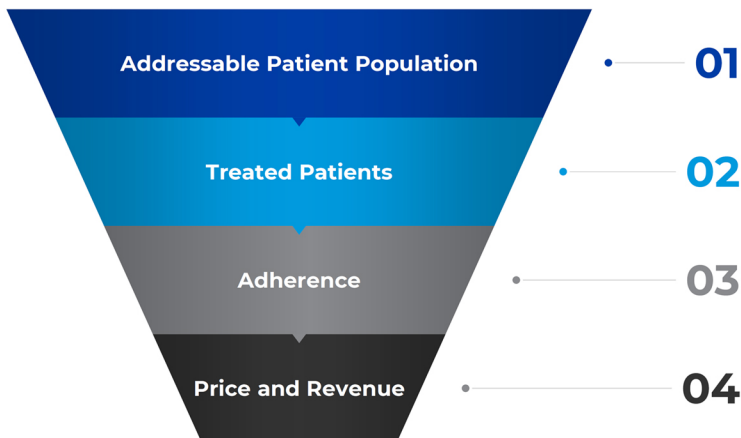 Addressable Patient Population
01
Treated Patients
02
Adherence
03
Price and Revenue
04